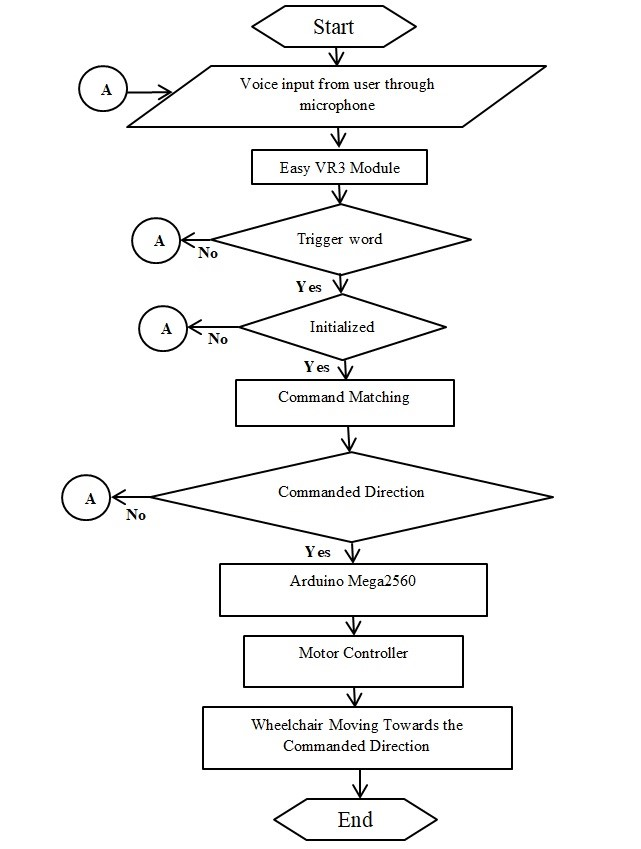 Start
A
Voice input from user through
microphone
Easy VR3 Module
Trigger word
A
No
Yes
Initialized
A
No
Yes
Command Matching
Commanded Direction
A
No
Yes
Arduino Mega2560
Motor Controller
Wheelchair Moving Towards the
Commanded Direction
End